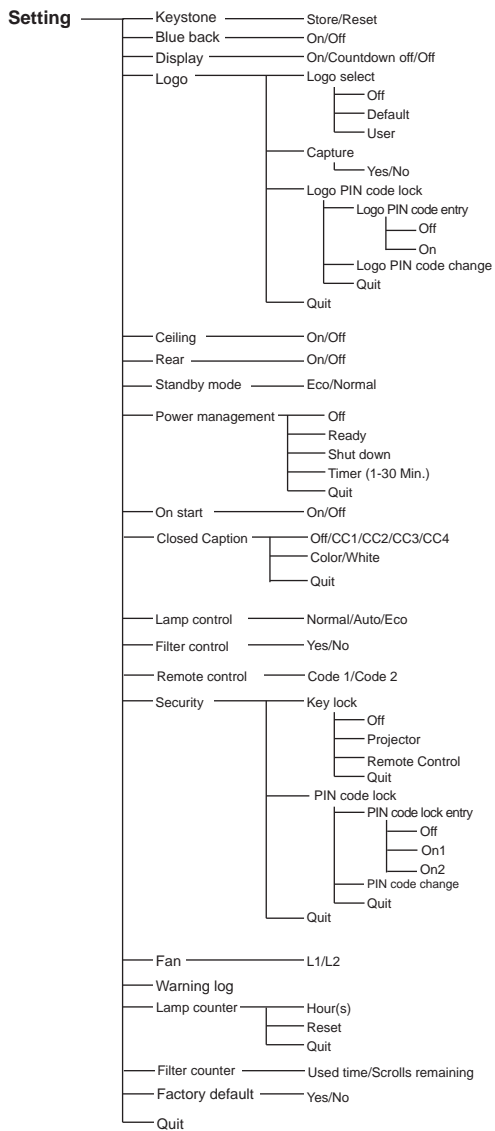 Setting
Keystone Store/Reset
Blue back On/Off
Display On/Countdown off/Off
Logo Logo select
Off
Default
User
Capture
Yes/No
Logo PIN code lock
Logo PIN code entry
Off
On
Logo PIN code change
Quit
Quit
Ceiling On/Off
Rear On/Off
Standby mode Eco/Normal
Power management Off
Ready
Shut down
Timer (1-30 Min.)
Quit
On start On/Off
Closed Caption Off/CC1/CC2/CC3/CC4
Color/White
Quit
Lamp control Normal/Auto/Eco
Filter control Yes/No
Remote control Code 1/Code 2
Security Key lock
Off
Projector
Remote Control
Quit
PIN code lock
PIN code lock entry
Off
On1
On2
PIN code change
Quit
Quit
Fan L1/L2
Warning log
Lamp counter Hour(s)
Reset
Quit
Filter counter Used time/Scrolls remaining
Factory default Yes/No
Quit